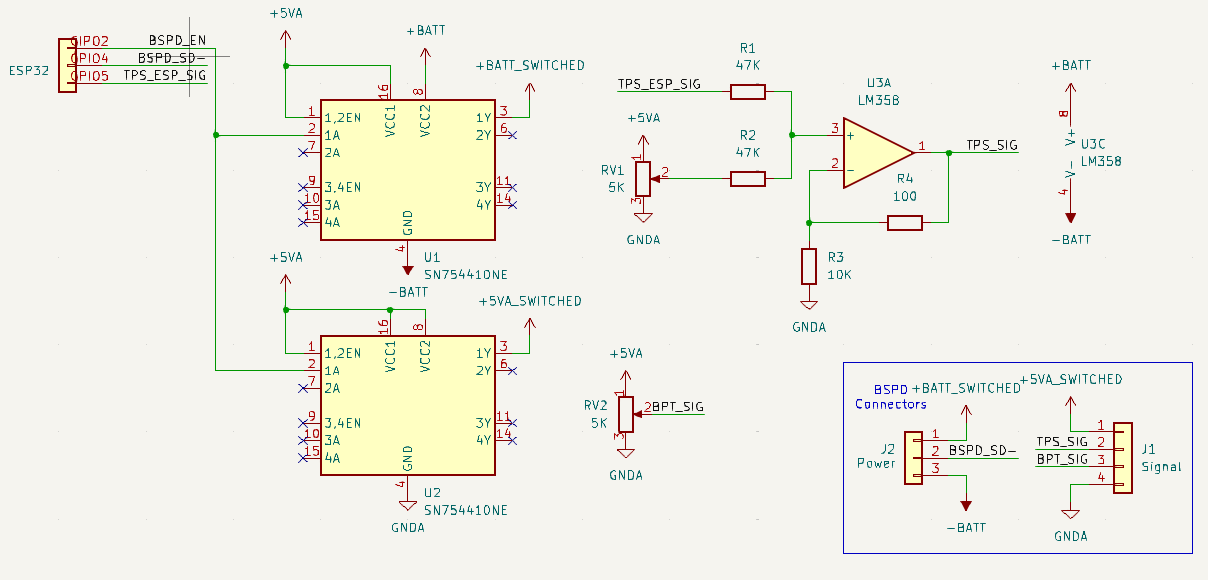 +5VA
GIPO2
BSPD_EN
GPIO4
BSPD_SD-
GPIO5
TPS_ESP_SIG
ESP32
+BATT
+BATT_SWITCHED
16
VCC1
8
VCC2
1
1,2EN
2
1A
7
2A
9
3,4EN
10
3A
15
4A
3
1Y
6
2Y
11
3Y
14
4Y
GND
4
U1
SN754410NE
-BATT
+5VA
+5VA_SWITCHED
16
VCC1
8
VCC2
1
1,2EN
2
1A
7
2A
9
3,4EN
10
3A
15
4A
3
1Y
6
2Y
11
3Y
14
4Y
GND
4
U2
SN754410NE
GNDA
R1
47K
TPS_ESP_SIG
+5VA
R2
47K
RV1
5K
1
2
3
GNDA
U3A
LM358
3
+
2
-
1
TPS_SIG
R4
100
R3
10K
GNDA
+BATT
8
V+
U3C
LM358
V-
4
-BATT
+5VA
RV2
5K
1
2
BPT_SIG
3
GNDA
BSPD
Connectors
+BATT_SWITCHED
+5VA_SWITCHED
J2
Power
1
2
BSPD_SD-
3
-BATT
1
TPS_SIG
2
BPT_SIG
3
4
J1
Signal
GNDA